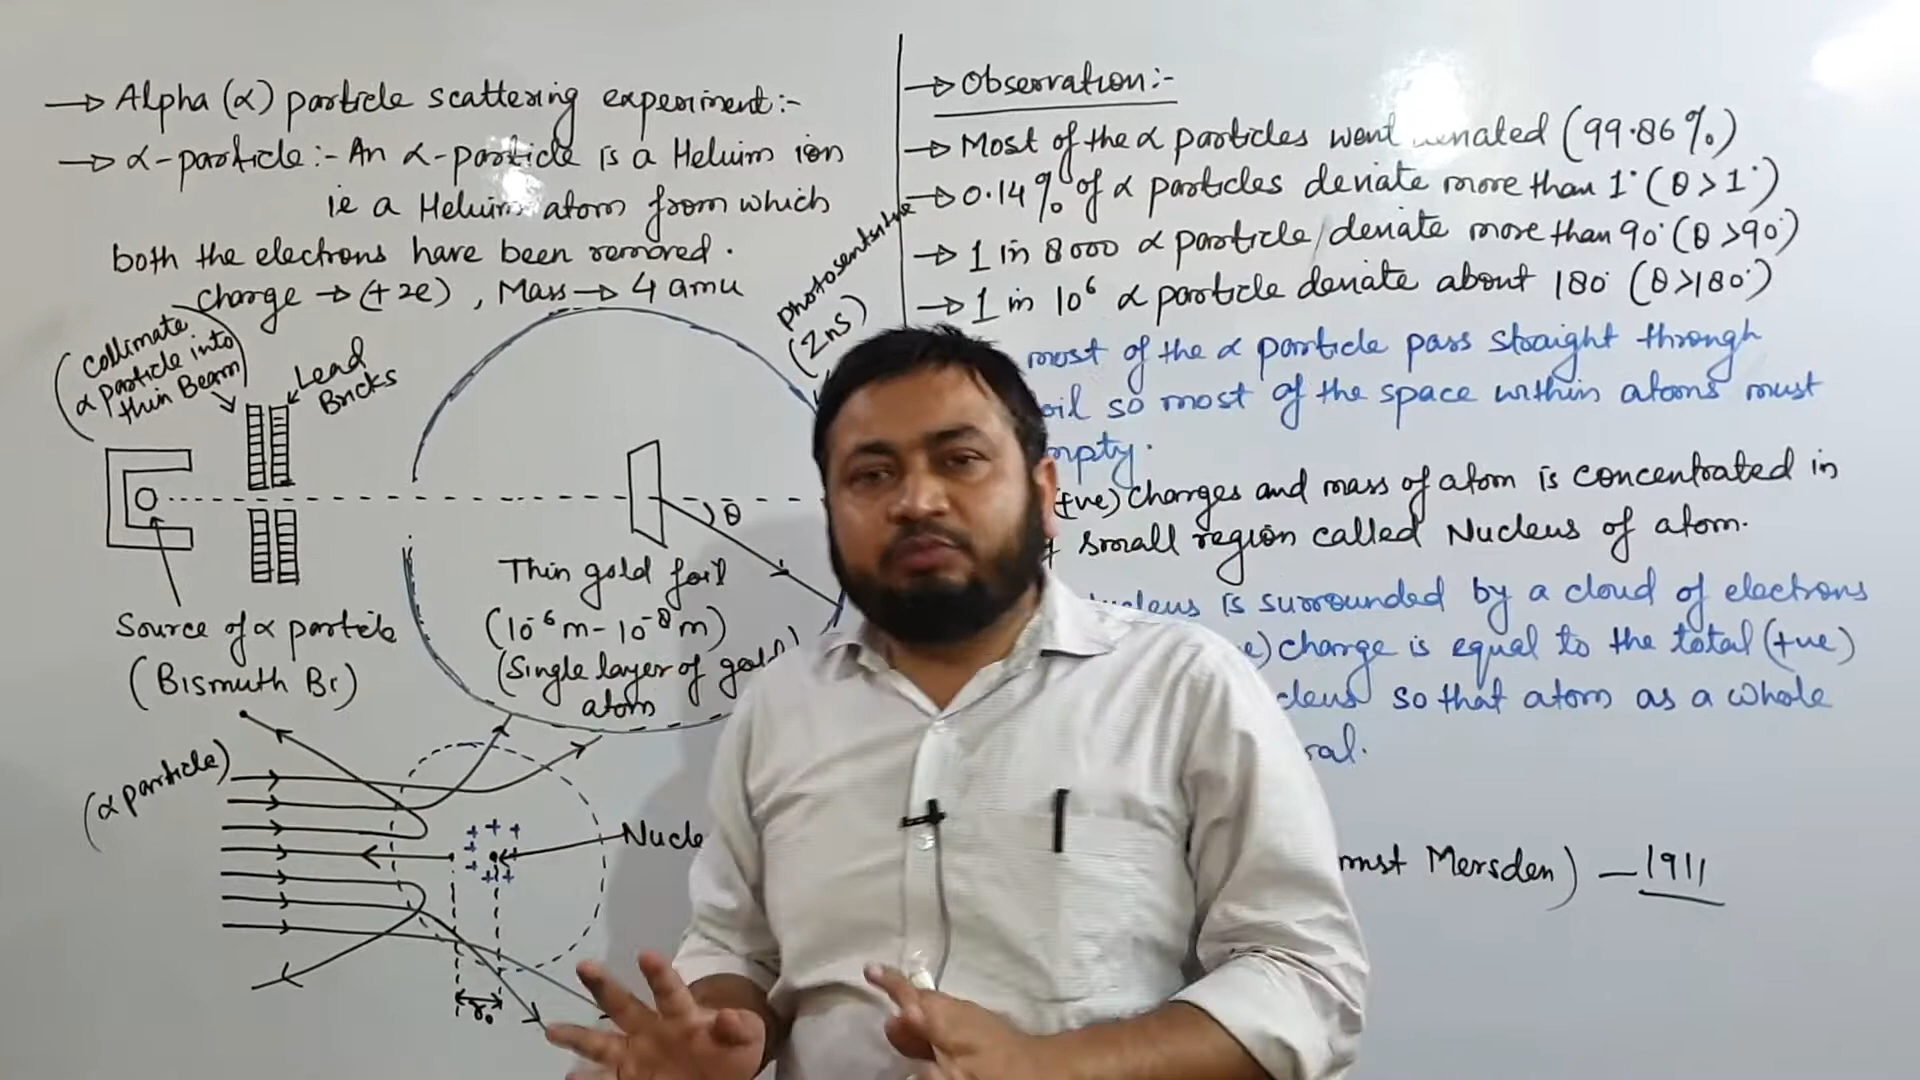 → Alpha (α) particle scattering experiment:-
→ α-particle:- An α-particle is a Helium ion
ie a Helium atom from which
both the electrons have been removed.
Charge → (+2e), Mass → 4 amu
(Collimate
α particle into
thin Beam)
Lead
Bricks
photosensitive
(ZnS)
θ
Thin gold foil
(10⁻⁶m - 10⁻⁸m)
(Single layer of gold)
atom
Source of α particle
(Bismuth Bi)
(α particle)
+ + +
+ +
+ + +
Nucle
r₀
→ Observation:-
→ Most of the α particles went (99.86%)
→ 0.14% of α particles deviate more than 1° (θ>1°)
→ 1 in 8000 α particle deviate more than 90° (θ>90°)
→ 1 in 10⁶ α particle deviate about 180° (θ>180°)
most of the α particle pass straight through
oil so most of the space within atoms must
mpty.
(+ve) charges and mass of atom is concentrated in
small region called Nucleus of atom.
is surrounded by a cloud of electrons
e) charge is equal to the total (+ve)
cleus so that atom as a whole
ral.
rnst Mersden) — 1911